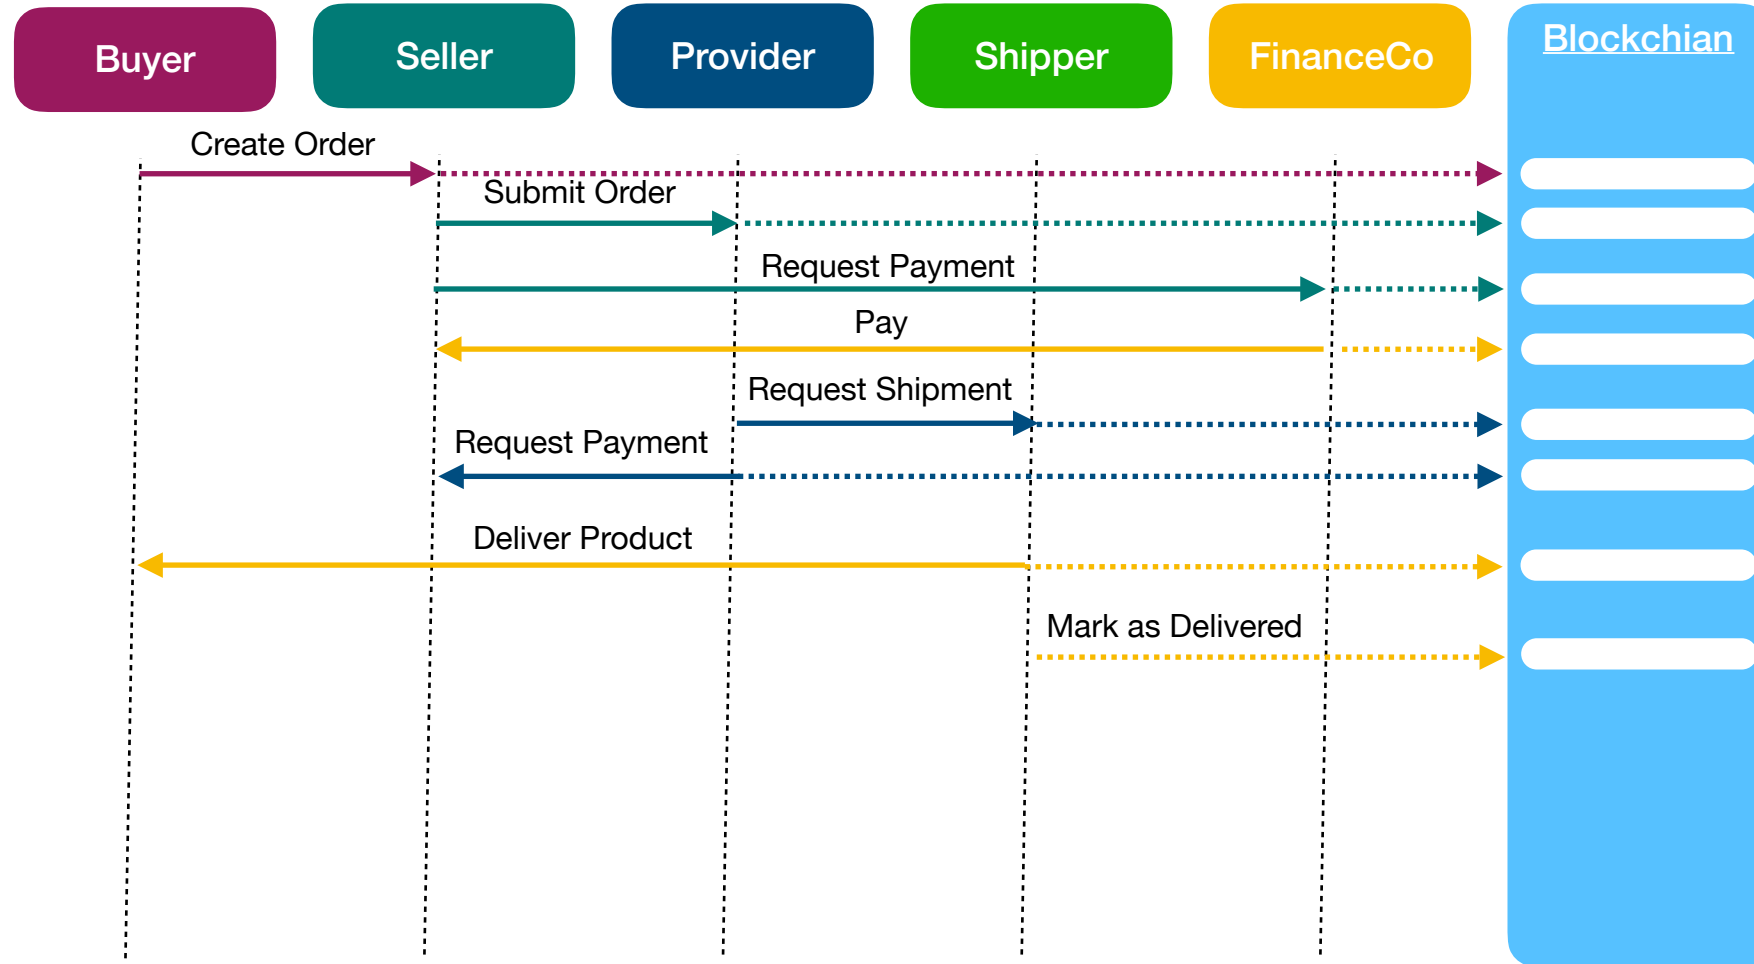 Buyer
Seller
Provider
Shipper
FinanceCo
Blockchian
Create Order
Submit Order
Request Payment
Pay
Request Shipment
Request Payment
Deliver Product
Mark as Delivered